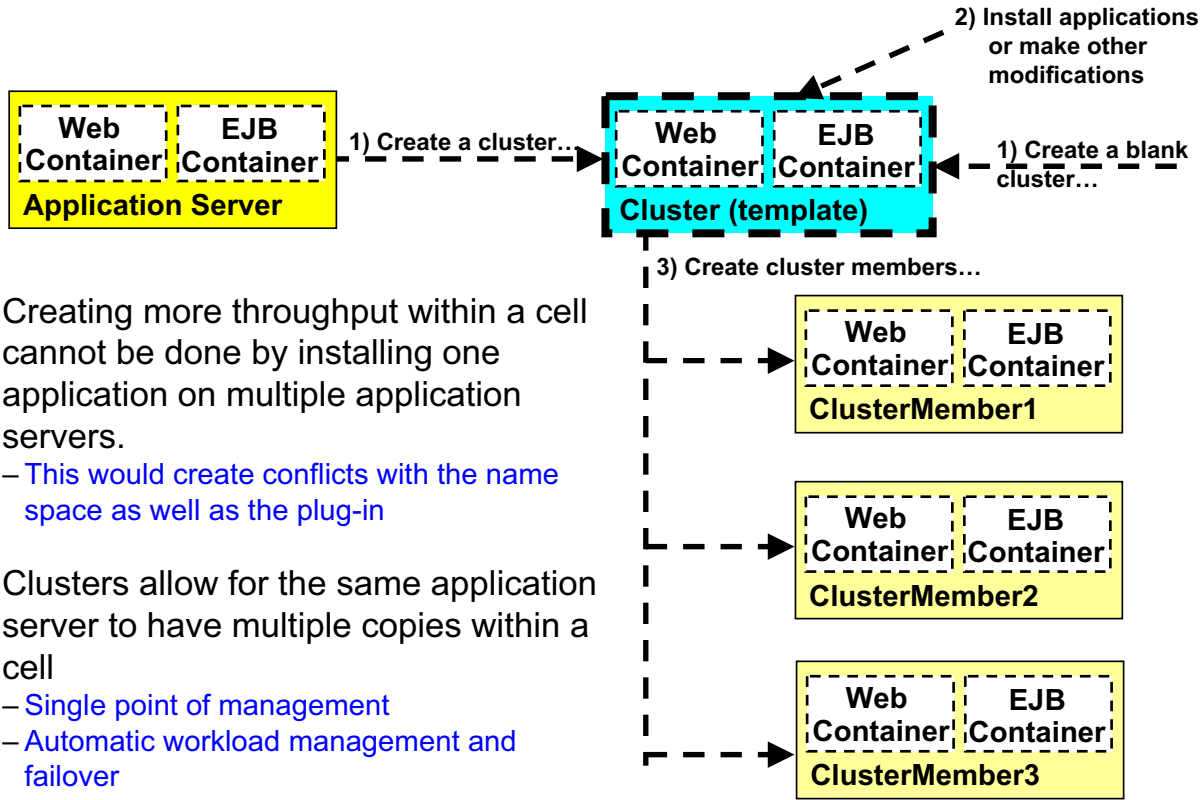 2) Install applications
or make other
modifications
Web
Container
EJB
Container
Application Server
1) Create a cluster…
Web
Container
EJB
Container
Cluster (template)
1) Create a blank
cluster…
3) Create cluster members…
Creating more throughput within a cell
cannot be done by installing one
application on multiple application
servers.
– This would create conflicts with the name
space as well as the plug-in
Clusters allow for the same application
server to have multiple copies within a
cell
– Single point of management
– Automatic workload management and
failover
Web
Container
EJB
Container
ClusterMember1
Web
Container
EJB
Container
ClusterMember2
Web
Container
EJB
Container
ClusterMember3